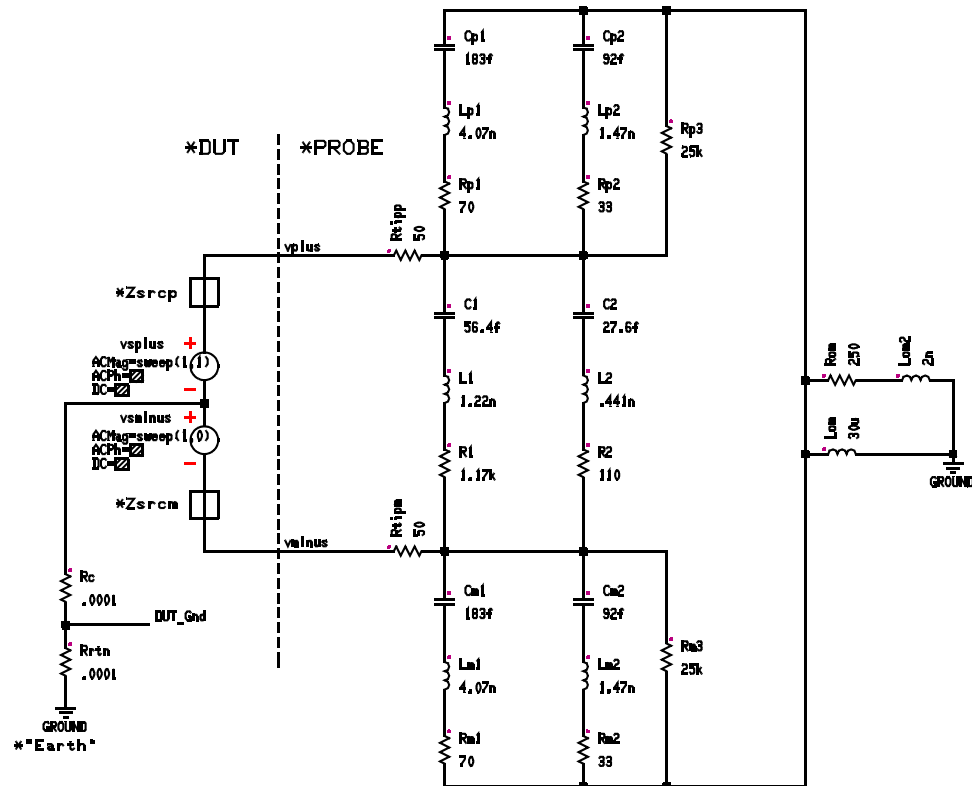 Cp1
183f
Cp2
92f
Lp1
4.07n
Lp2
1.47n
Rp3
25k
*DUT
*PROBE
Rp1
70
Rp2
33
Rtipp
50
vplus
*Zsrcp
C1
56.4f
C2
27.6f
vsplus
ACMag=sweep(1,1)
ACPh=
DC=
L1
1.22n
L2
.441n
Rom
250
Lom2
2n
vsminus
ACMag=sweep(1,0)
ACPh=
DC=
Lom
30u
R1
1.17k
R2
110
GROUND
*Zsrcm
Rtipm
50
vminus
Rc
.0001
Cm1
183f
Cm2
92f
DUT_Gnd
Rrtn
.0001
Lm1
4.07n
Lm2
1.47n
Rm3
25k
GROUND
*"Earth"
Rm1
70
Rm2
33